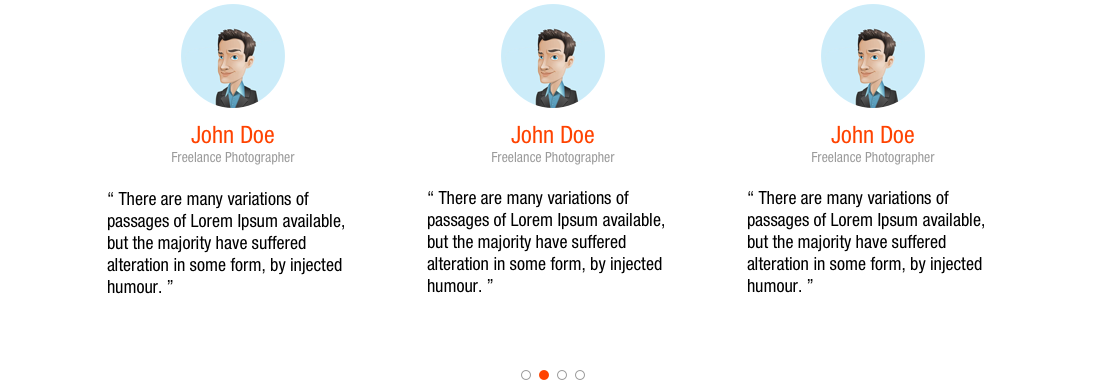 John Doe
Freelance Photographer
“ There are many variations of
passages of Lorem Ipsum available,
but the majority have suffered
alteration in some form, by injected
humour. ”
John Doe
Freelance Photographer
“ There are many variations of
passages of Lorem Ipsum available,
but the majority have suffered
alteration in some form, by injected
humour. ”
John Doe
Freelance Photographer
“ There are many variations of
passages of Lorem Ipsum available,
but the majority have suffered
alteration in some form, by injected
humour. ”